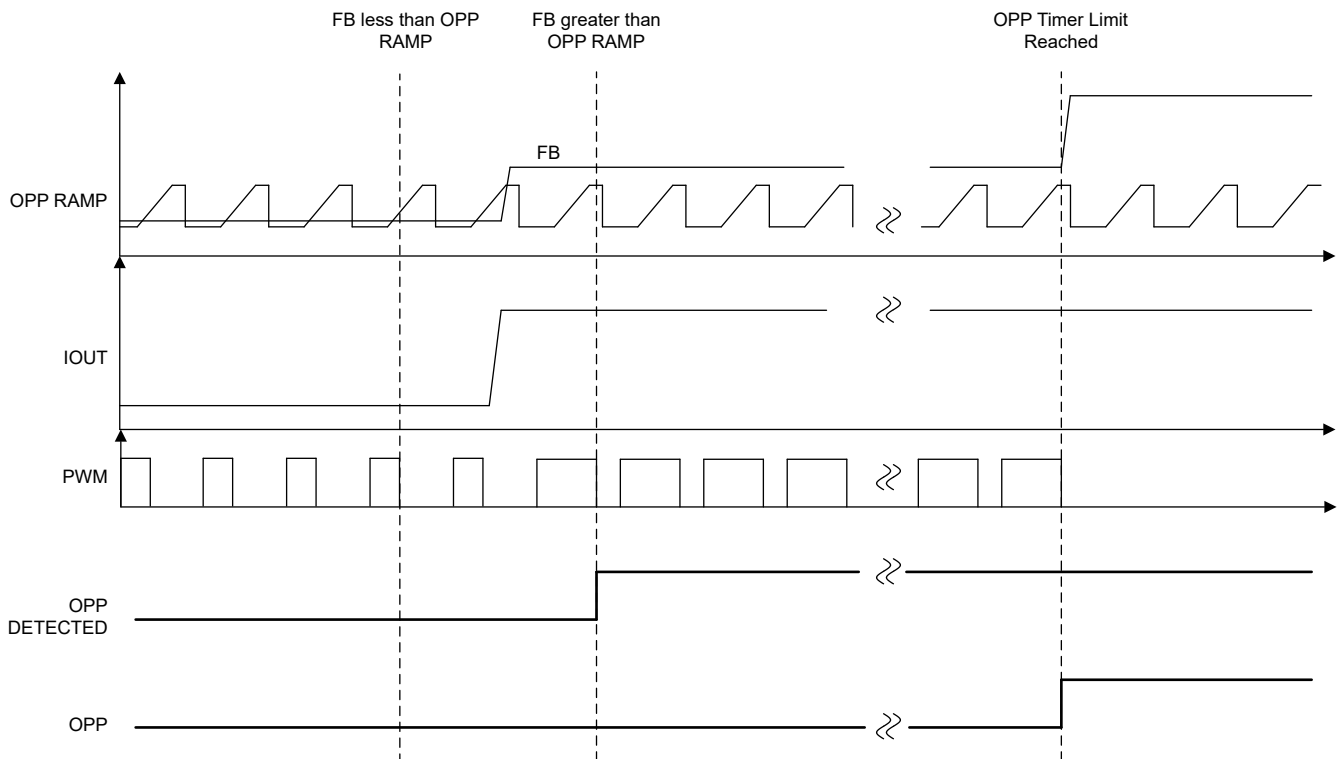 FB less than OPP
RAMP
FB greater than
OPP RAMP
OPP Timer Limit
Reached
FB
OPP RAMP
IOUT
PWM
OPP
DETECTED
OPP